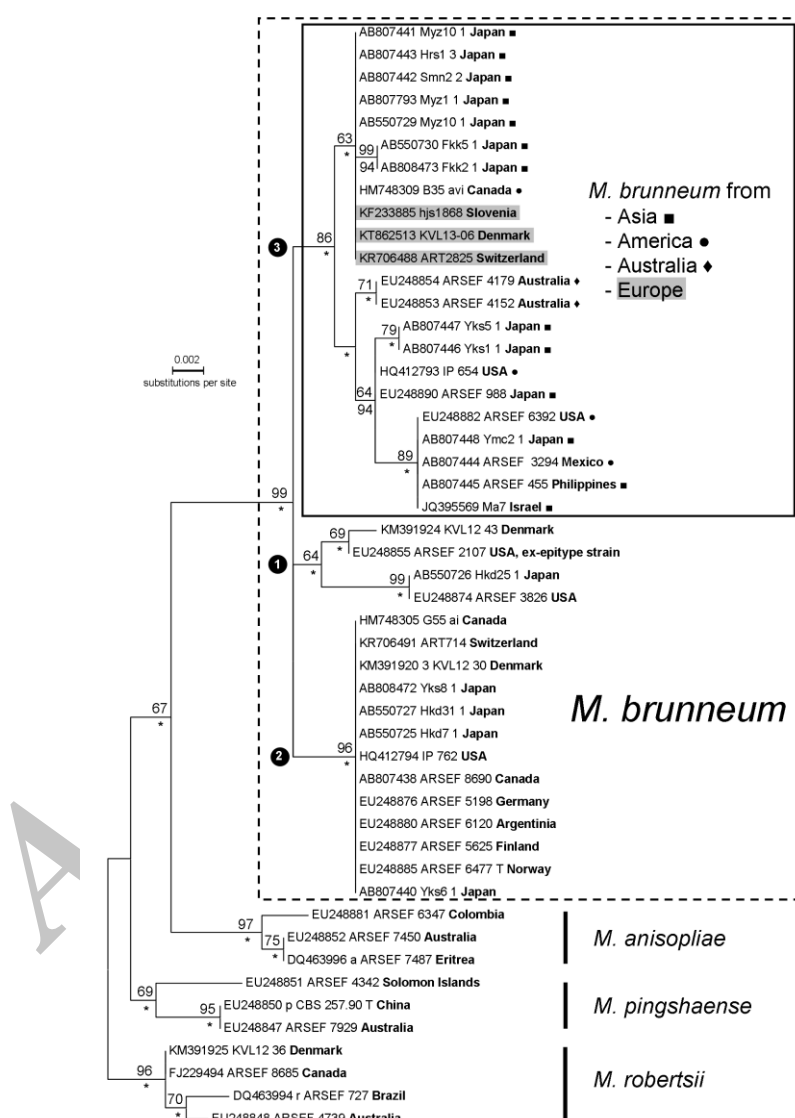 AB807441 Myz10 1 Japan ■
AB807443 Hrs1 3 Japan ■
AB807442 Smn2 2 Japan ■
AB807793 Myz1 1 Japan ■
AB550729 Myz10 1 Japan ■
63
*
99
94
AB550730 Fkk5 1 Japan ■
AB808473 Fkk2 1 Japan ■
HM748309 B35 avi Canada ●
KF233885 hjs1868 Slovenia
KT862513 KVL13-06 Denmark
KR706488 ART2825 Switzerland
M. brunneum from
- Asia ■
- America ●
- Australia ♦
- Europe
3
86
*
71
*
EU248854 ARSEF 4179 Australia ♦
EU248853 ARSEF 4152 Australia ♦
*
79
*
AB807447 Yks5 1 Japan ■
AB807446 Yks1 1 Japan ■
HQ412793 IP 654 USA ●
64
94
EU248890 ARSEF 988 Japan ■
0.002
substitutions per site
EU248882 ARSEF 6392 USA ●
AB807448 Ymc2 1 Japan ■
89
*
AB807444 ARSEF 3294 Mexico ●
AB807445 ARSEF 455 Philippines ■
JQ395569 Ma7 Israel ■
99
*
69
*
KM391924 KVL12 43 Denmark
EU248855 ARSEF 2107 USA, ex-epitype strain
1
64
*
99
*
AB550726 Hkd25 1 Japan
EU248874 ARSEF 3826 USA
HM748305 G55 ai Canada
KR706491 ART714 Switzerland
KM391920 3 KVL12 30 Denmark
AB808472 Yks8 1 Japan
AB550727 Hkd31 1 Japan
AB550725 Hkd7 1 Japan
M. brunneum
67
*
2
96
*
HQ412794 IP 762 USA
AB807438 ARSEF 8690 Canada
EU248876 ARSEF 5198 Germany
EU248880 ARSEF 6120 Argentinia
EU248877 ARSEF 5625 Finland
EU248885 ARSEF 6477 T Norway
AB807440 Yks6 1 Japan
A
97
*
EU248881 ARSEF 6347 Colombia
75
*
EU248852 ARSEF 7450 Australia
DQ463996 a ARSEF 7487 Eritrea
M. anisopliae
69
*
EU248851 ARSEF 4342 Solomon Islands
95
*
EU248850 p CBS 257.90 T China
EU248847 ARSEF 7929 Australia
M. pingshaense
KM391925 KVL12 36 Denmark
96
*
FJ229494 ARSEF 8685 Canada
70
*
DQ463994 r ARSEF 727 Brazil
EU248848 ARSEF 4739 Australia
M. robertsii